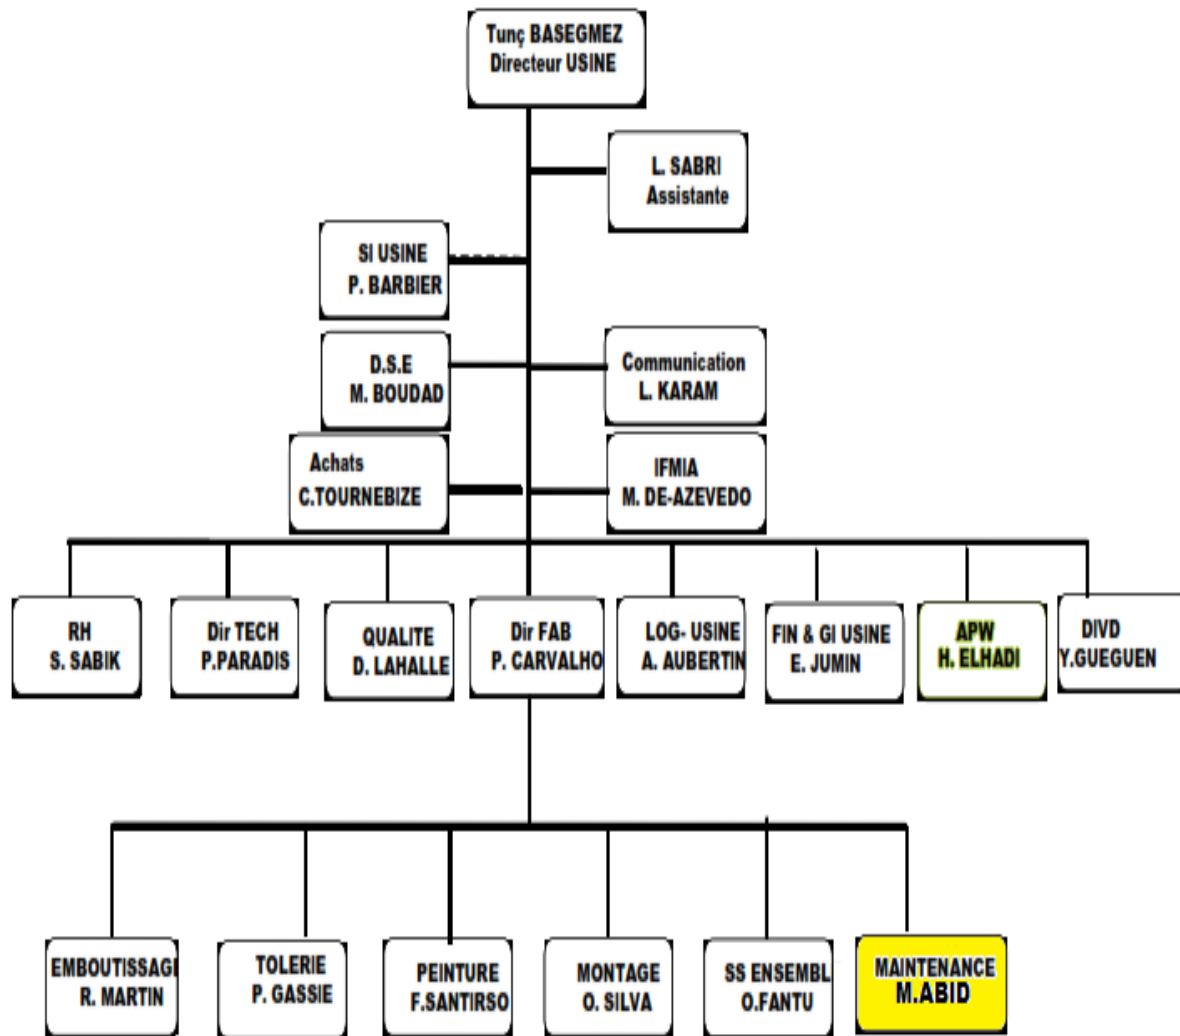 Tunç BASEGMEZ
Directeur USINE
L. SABRI
Assistante
SI USINE
P. BARBIER
D.S.E
M. BOUDAD
Communication
L. KARAM
Achats
C.TOURNEBIZE
IFMIA
M. DE-AZEVEDO
RH
S. SABIK
Dir TECH
P.PARADIS
QUALITE
D. LAHALLE
Dir FAB
P. CARVALHO
LOG- USINE
A. AUBERTIN
FIN & GI USINE
E. JUMIN
APW
H. ELHADI
DIVD
Y.GUEGUEN
EMBOUTISSAGI
R. MARTIN
TOLERIE
P. GASSIE
PEINTURE
F.SANTIRSO
MONTAGE
O. SILVA
SS ENSEMBL
O.FANTU
MAINTENANCE
M.ABID